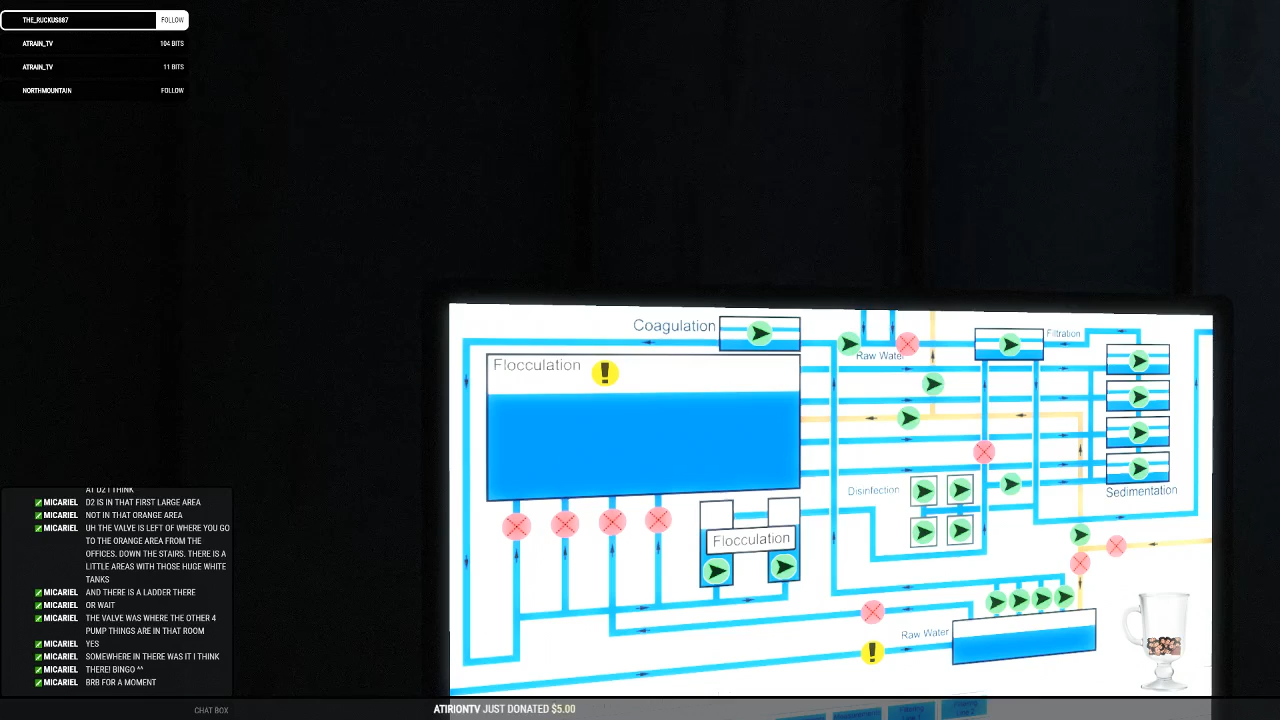 THE_RUCKUS887 FOLLOW
ATRAIN_TV 104 BITS
ATRAIN_TV 11 BITS
NORTHMOUNTAIN FOLLOW
Coagulation
Flocculation
!
Raw Water
Filtration
Disinfection
Sedimentation
Flocculation
Raw Water
!
AT D2 I THINK
MICARIEL D2 IS IN THAT FIRST LARGE AREA
MICARIEL NOT IN THAT ORANGE AREA
MICARIEL UH THE VALVE IS LEFT OF WHERE YOU GO
TO THE ORANGE AREA FROM THE
OFFICES. DOWN THE STAIRS. THERE IS A
LITTLE AREAS WITH THOSE HUGE WHITE
TANKS
MICARIEL AND THERE IS A LADDER THERE
MICARIEL OR WAIT
MICARIEL THE VALVE WAS WHERE THE OTHER 4
PUMP THINGS ARE IN THAT ROOM
MICARIEL YES
MICARIEL SOMEWHERE IN THERE WAS IT I THINK
MICARIEL THERE! BINGO ^^
MICARIEL BRB FOR A MOMENT
CHAT BOX
ATIRIONTV JUST DONATED $5.00